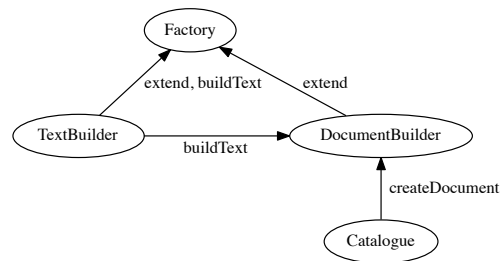 Factory
extend, buildText
extend
TextBuilder
buildText
DocumentBuilder
createDocument
Catalogue